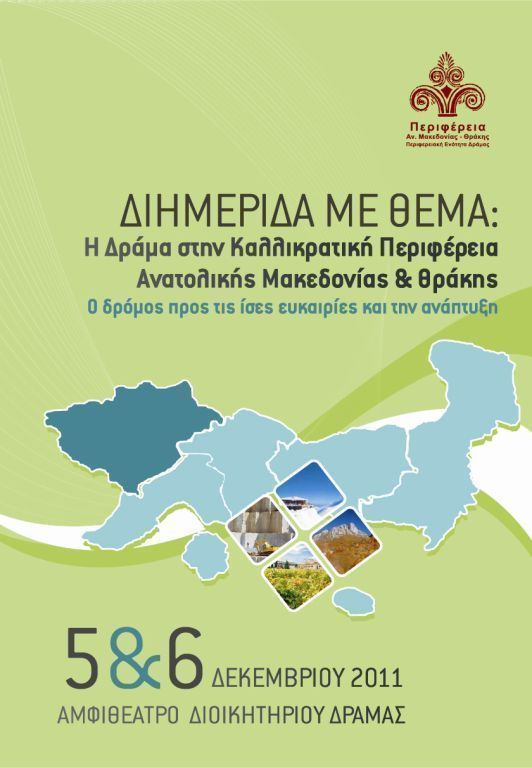 Περιφέρεια
Αν. Μακεδονίας - Θράκης
Περιφερειακή Ενότητα Δράμας
ΔΙΗΜΕΡΙΔΑ ΜΕ ΘΕΜΑ:
Η Δράμα στην Καλλικρατική Περιφέρεια
Ανατολικής Μακεδονίας & Θράκης
Ο δρόμος προς τις ίσες ευκαιρίες και την ανάπτυξη
5&6 ΔΕΚΕΜΒΡΙΟΥ 2011
ΑΜΦΙΘΕΑΤΡΟ ΔΙΟΙΚΗΤΗΡΙΟΥ ΔΡΑΜΑΣ